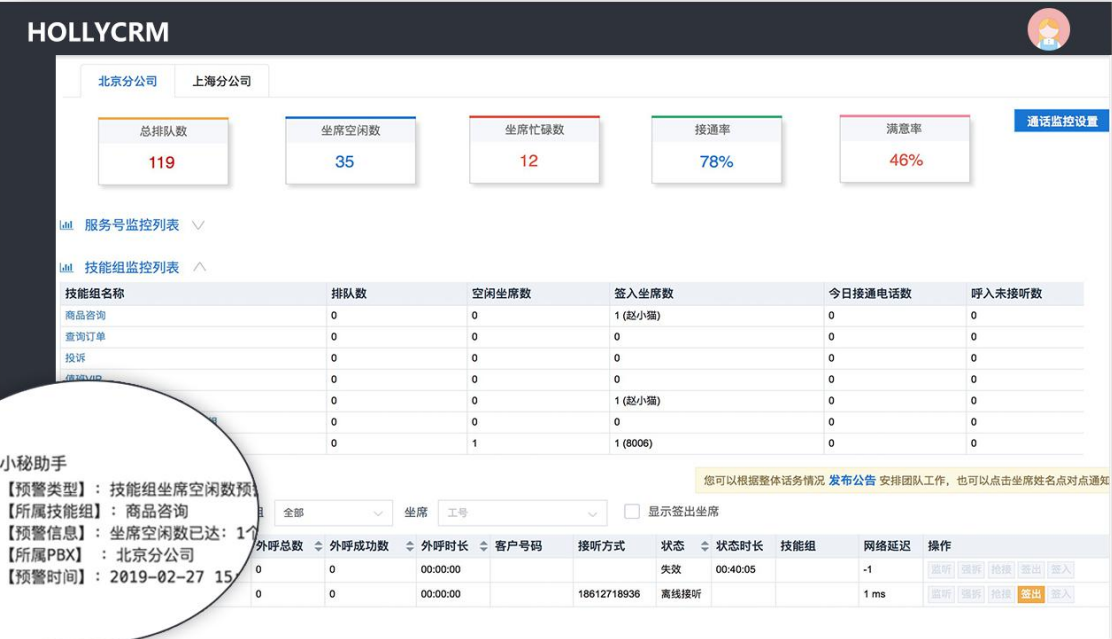 HOLLYCRM
北京分公司 上海分公司
总排队数 坐席空闲数 坐席忙碌数 接通率 满意率 通话监控设置
119 35 12 78% 46%
服务号监控列表
技能组监控列表
技能组名称 排队数 空闲坐席数 签入坐席数 今日接通电话数 呼入未接听数
商品咨询 0 0 1 (赵小猫) 0 0
查询订单 0 0 0 0 0
投诉 0 0 0 0 0
值班VIP 0 0 0 0 0
0 0 1 (赵小猫) 0 0
组 0 0 0 0 0
0 1 1 (8006) 0 0
小秘助手
【预警类型】: 技能组坐席空闲数预
【所属技能组】: 商品咨询
【预警信息】: 坐席空闲数已达: 1个
【所属PBX】 : 北京分公司
【预警时间】: 2019-02-27 15:
您可以根据整体话务情况 发布公告 安排团队工作，也可以点击坐席姓名点对点通知
组 全部 坐席 工号 显示签出坐席
外呼总数 外呼成功数 外呼时长 客户号码 接听方式 状态 状态时长 技能组 网络延迟 操作
0 0 00:00:00 失效 00:40:05 -1 监听 强拆 抢接 签出 签入
0 0 00:00:00 18612718936 离线接听 1 ms 监听 强拆 抢接 签出 签入